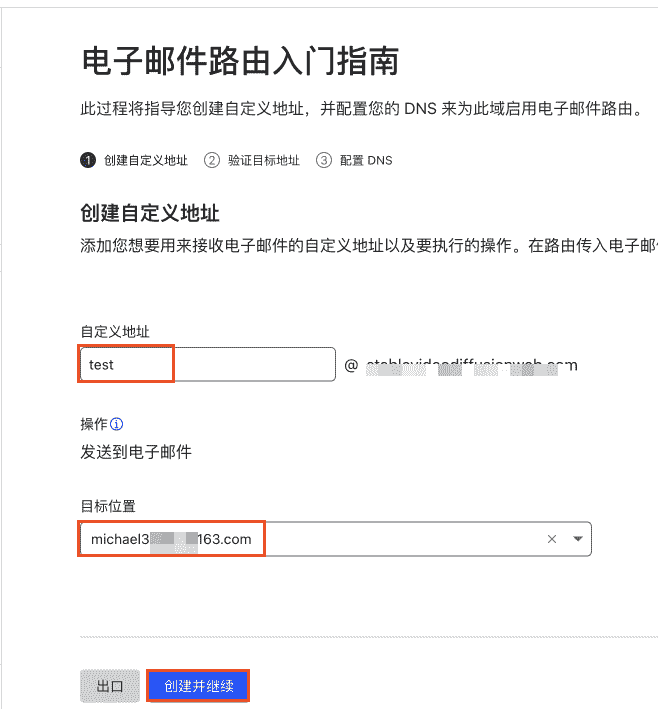 电子邮件路由入门指南
此过程将指导您创建自定义地址，并配置您的 DNS 来为此域启用电子邮件路由。
1 创建自定义地址 2 验证目标地址 3 配置 DNS
创建自定义地址
添加您想要用来接收电子邮件的自定义地址以及要执行的操作。在路由传入电子邮
自定义地址
test @
操作
发送到电子邮件
目标位置
michael3 163.com
出口 创建并继续